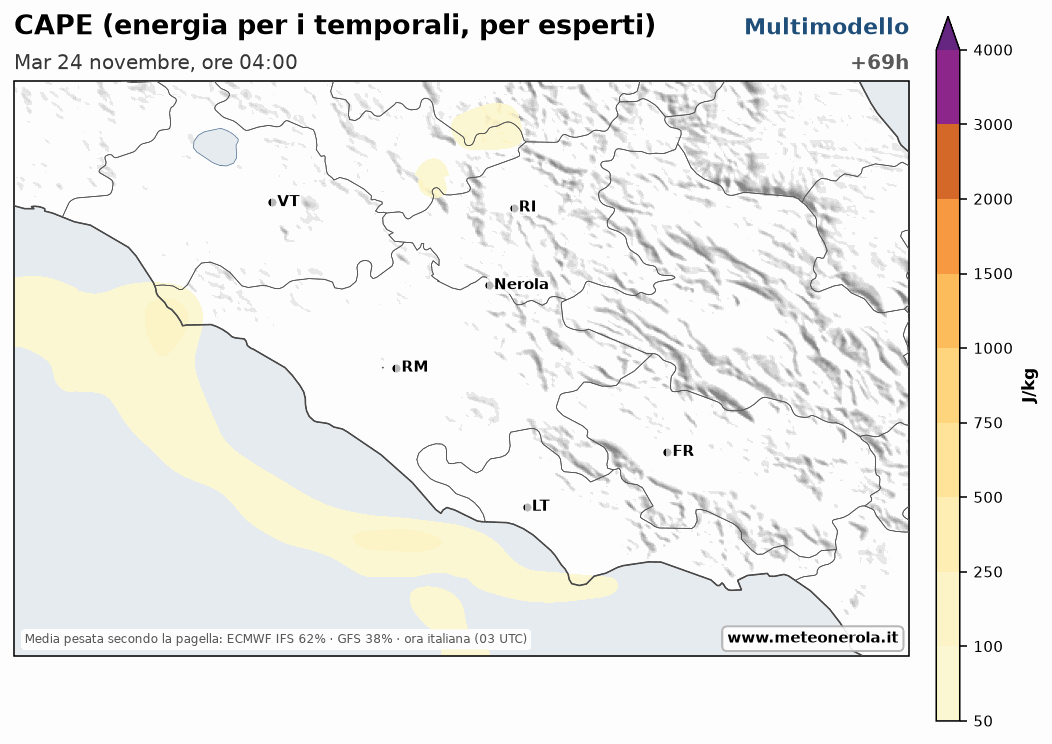 CAPE (energia per i temporali, per esperti)
Multimodello
Mar 24 novembre, ore 04:00
+69h
VT
RI
Nerola
RM
FR
LT
Media pesata secondo la pagella: ECMWF IFS 62% · GFS 38% · ora italiana (03 UTC)
www.meteonerola.it
4000
3000
2000
1500
1000
750
500
250
100
50
J/kg